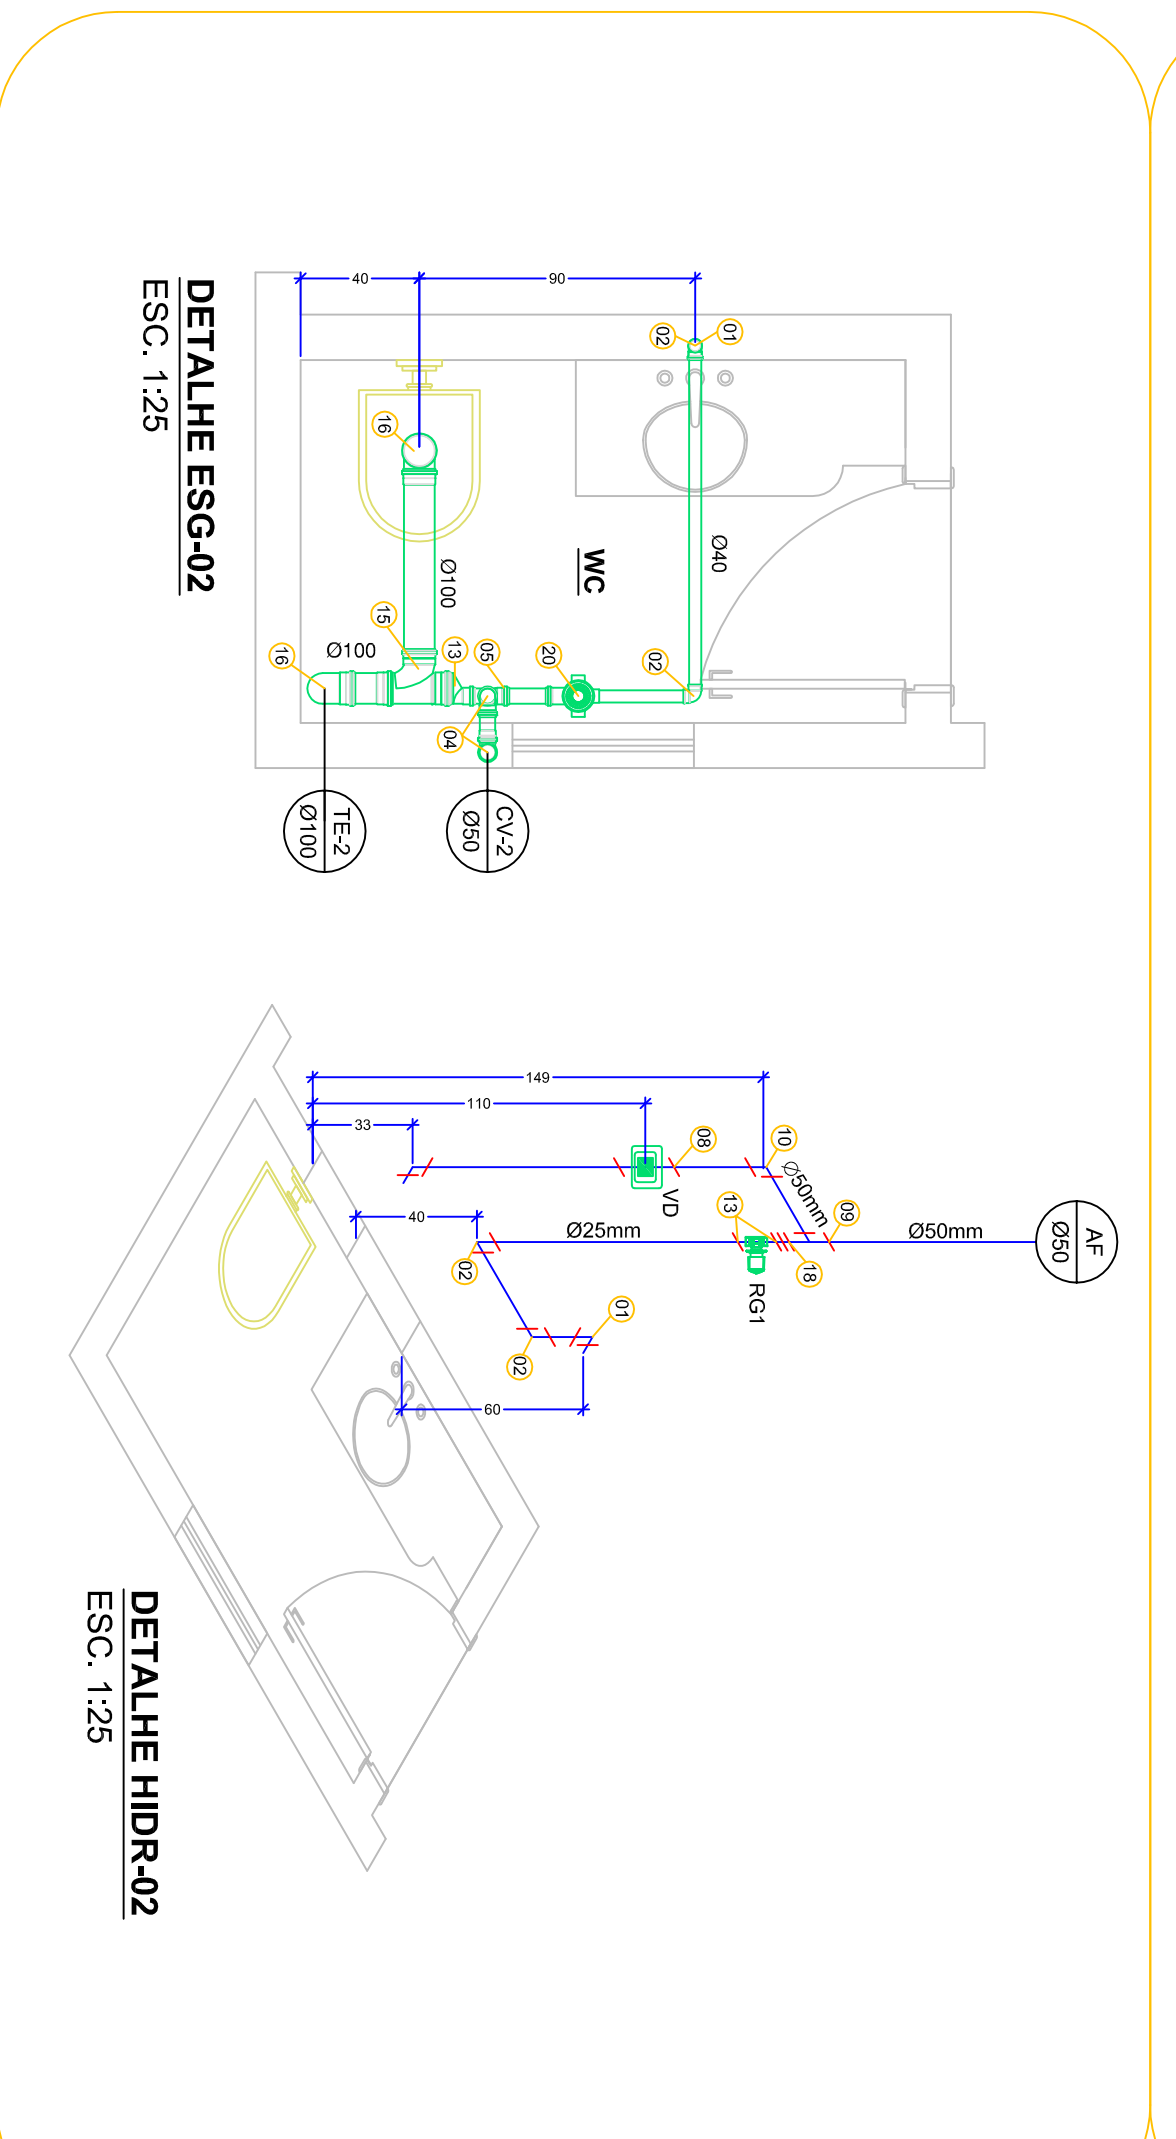 40
90
02
01
16
Ø40
WC
Ø100
15
13
05
20
02
Ø100
16
04
TE-2
Ø100
CV-2
Ø50
DETALHE ESG-02
ESC. 1:25
149
110
33
08
10
Ø50mm
VD
40
Ø25mm
13
09
Ø50mm
AF
Ø50
02
18
RG1
01
02
60
DETALHE HIDR-02
ESC. 1:25